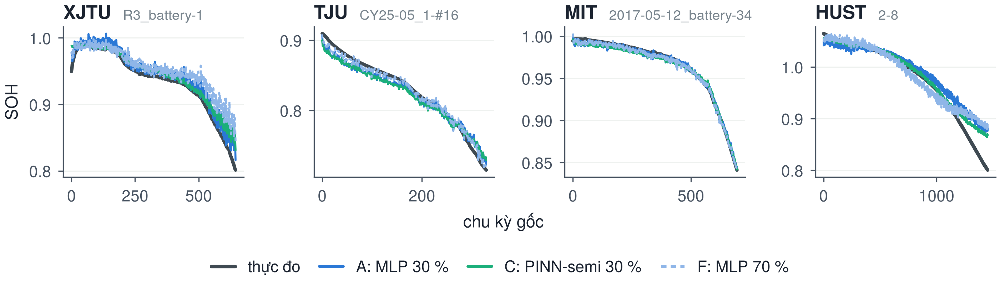 XJTU R3_battery-1
TJU CY25-05_1-#16
MIT 2017-05-12_battery-34
HUST 2-8
SOH
1.0
0.9
0.8
0 250 500
0.9
0.8
0 200
1.00
0.95
0.90
0.85
0 500
1.0
0.9
0.8
0 1000
chu kỳ gốc
thực đo A: MLP 30 % C: PINN-semi 30 % F: MLP 70 %